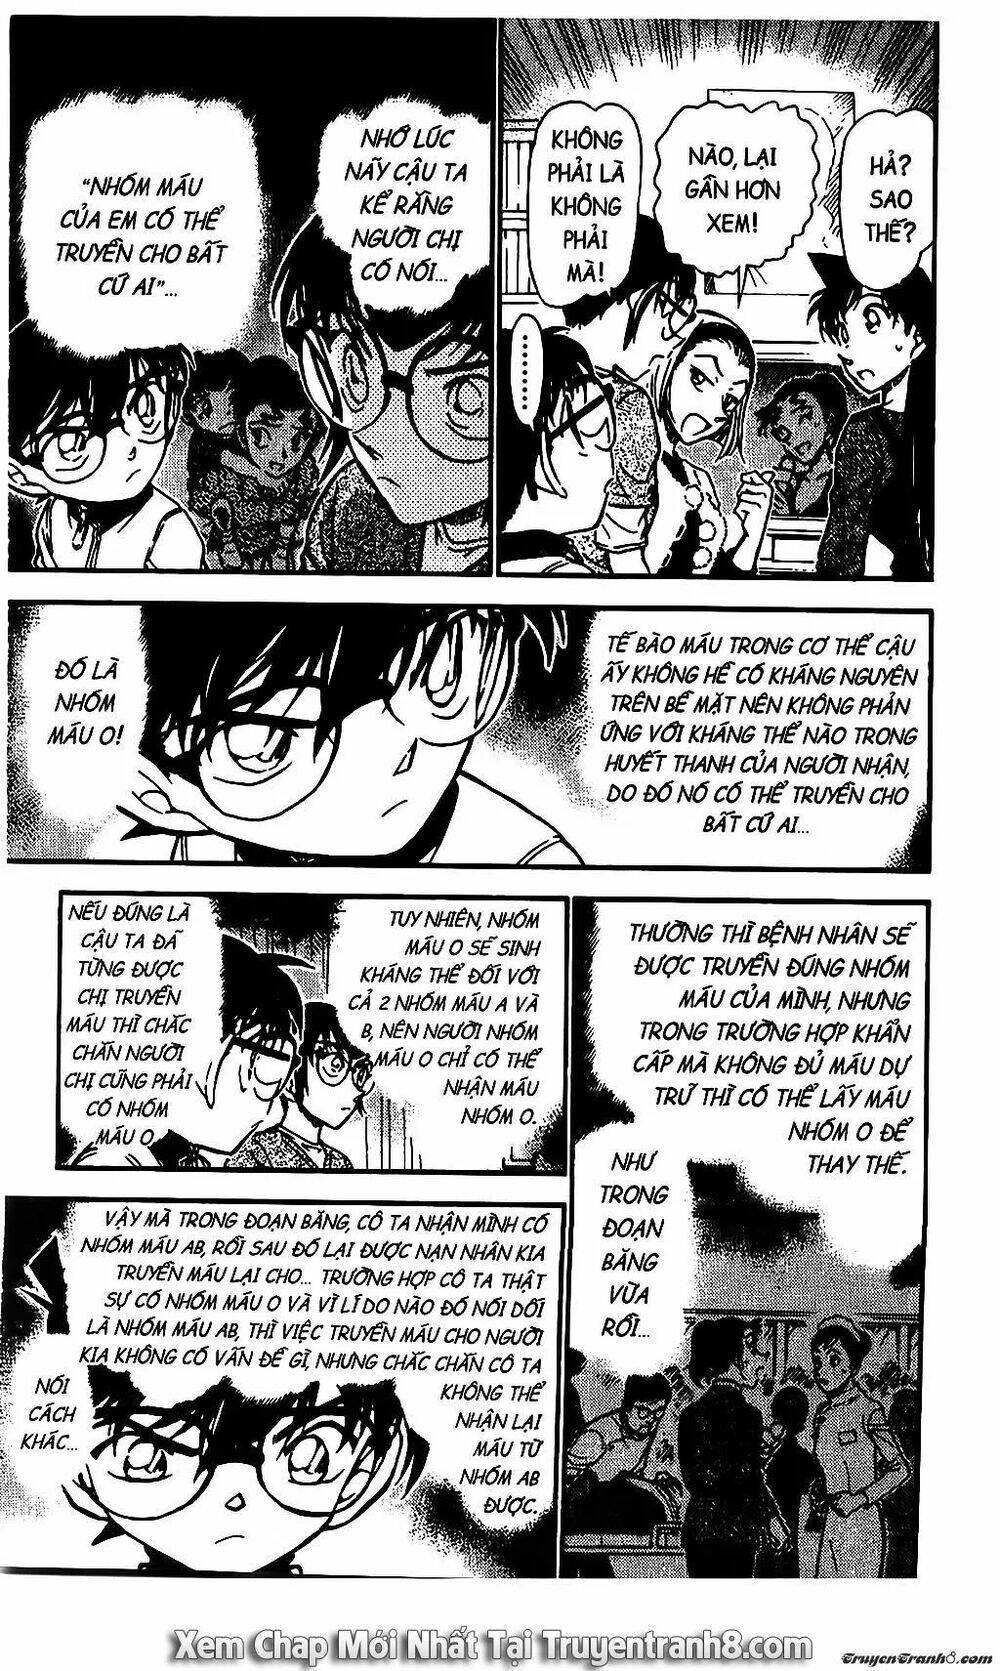 HẢ?
SAO
THẾ?
NÀO, LẠI
GẦN HƠN
XEM!
KHÔNG
PHẢI LÀ
KHÔNG
PHẢI
MÀ!
........
NHỚ LÚC
NÃY CẬU TA
KỂ RẰNG
NGƯỜI CHỊ
CÓ NÓI...
"NHÓM MÁU
CỦA EM CÓ THỂ
TRUYỀN CHO BẤT
CỨ AI"...
TẾ BÀO MÁU TRONG CƠ THỂ CẬU
ẤY KHÔNG HỀ CÓ KHÁNG NGUYÊN
TRÊN BỀ MẶT NÊN KHÔNG PHẢN
ỨNG VỚI KHÁNG THỂ NÀO TRONG
HUYẾT THANH CỦA NGƯỜI NHẬN,
DO ĐÓ NÓ CÓ THỂ TRUYỀN CHO
BẤT CỨ AI...
ĐÓ LÀ
NHÓM
MÁU O!
THƯỜNG THÌ BỆNH NHÂN SẼ
ĐƯỢC TRUYỀN ĐÚNG NHÓM
MÁU CỦA MÌNH, NHƯNG
TRONG TRƯỜNG HỢP KHẨN
CẤP MÀ KHÔNG ĐỦ MÁU DỰ
TRỮ THÌ CÓ THỂ LẤY MÁU
NHÓM O ĐỂ
THAY THẾ.
NHƯ
TRONG
ĐOẠN
BĂNG
VỪA
RỒI...
TUY NHIÊN, NHÓM
MÁU O SẼ SINH
KHÁNG THỂ ĐỐI VỚI
CẢ 2 NHÓM MÁU A VÀ
B, NÊN NGƯỜI NHÓM
MÁU O CHỈ CÓ THỂ
NHẬN MÁU
NHÓM O.
NẾU ĐÚNG LÀ
CẬU TA ĐÃ
TỪNG ĐƯỢC
CHỊ TRUYỀN
MÁU THÌ CHẮC
CHẮN NGƯỜI
CHỊ CŨNG PHẢI
CÓ NHÓM
MÁU O.
VẬY MÀ TRONG ĐOẠN BĂNG, CÔ TA NHẬN MÌNH CÓ
NHÓM MÁU AB, RỒI SAU ĐÓ LẠI ĐƯỢC NẠN NHÂN KIA
TRUYỀN MÁU LẠI CHO... TRƯỜNG HỢP CÔ TA THẬT
SỰ CÓ NHÓM MÁU O VÀ VÌ LÍ DO NÀO ĐÓ NÓI DỐI
LÀ NHÓM MÁU AB, THÌ VIỆC TRUYỀN MÁU CHO NGƯỜI
KIA KHÔNG CÓ VẤN ĐỀ GÌ, NHƯNG CHẮC CHẮN CÔ TA
KHÔNG THỂ
NHẬN LẠI
MÁU TỪ
NHÓM AB
ĐƯỢC.
NÓI
CÁCH
KHÁC...
Xem Chap Mới Nhất Tại Truyentranh8.com
TruyenTranh8.com